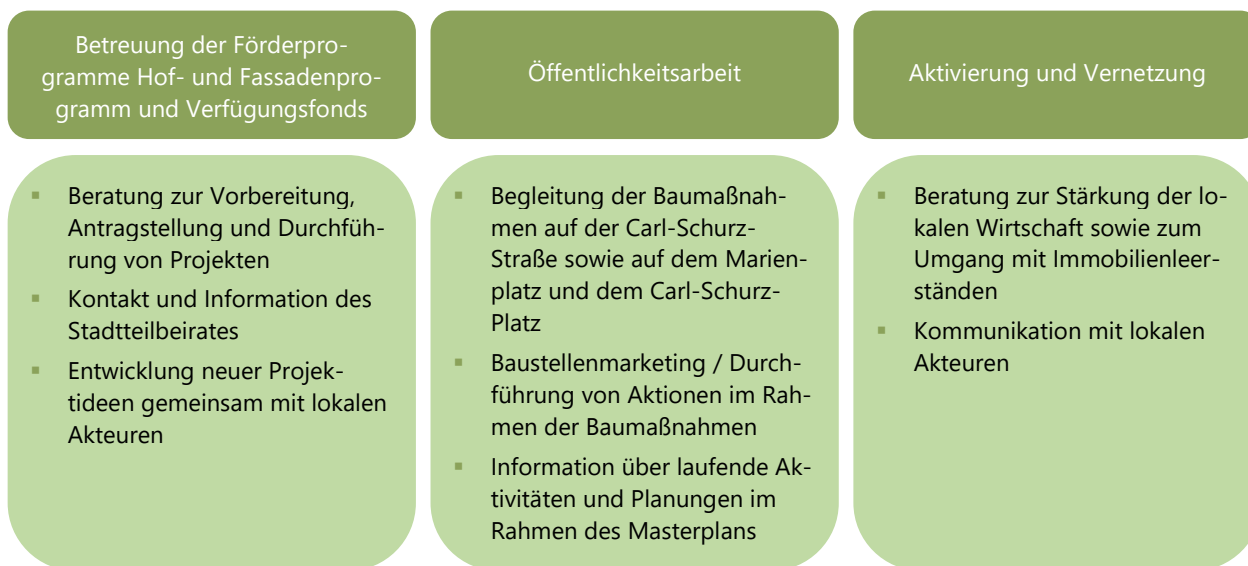 Betreuung der Förderpro-
gramme Hof- und Fassadenpro-
gramm und Verfügungsfonds
▪ Beratung zur Vorbereitung,
Antragstellung und Durchfüh-
rung von Projekten
▪ Kontakt und Information des
Stadtteilbeirates
▪ Entwicklung neuer Projek-
tideen gemeinsam mit lokalen
Akteuren
Öffentlichkeitsarbeit
▪ Begleitung der Baumaßnah-
men auf der Carl-Schurz-
Straße sowie auf dem Marien-
platz und dem Carl-Schurz-
Platz
▪ Baustellenmarketing / Durch-
führung von Aktionen im Rah-
men der Baumaßnahmen
▪ Information über laufende Ak-
tivitäten und Planungen im
Rahmen des Masterplans
Aktivierung und Vernetzung
▪ Beratung zur Stärkung der lo-
kalen Wirtschaft sowie zum
Umgang mit Immobilienleer-
ständen
▪ Kommunikation mit lokalen
Akteuren